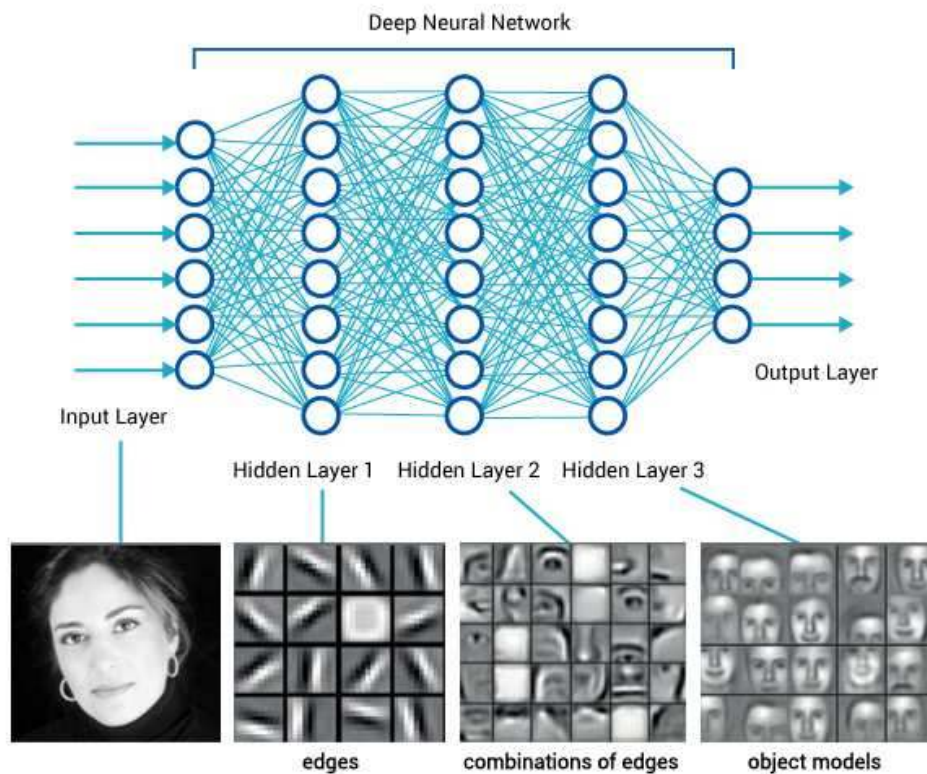 Deep Neural Network
Input Layer
Output Layer
Hidden Layer 1
Hidden Layer 2
Hidden Layer 3
edges
combinations of edges
object models